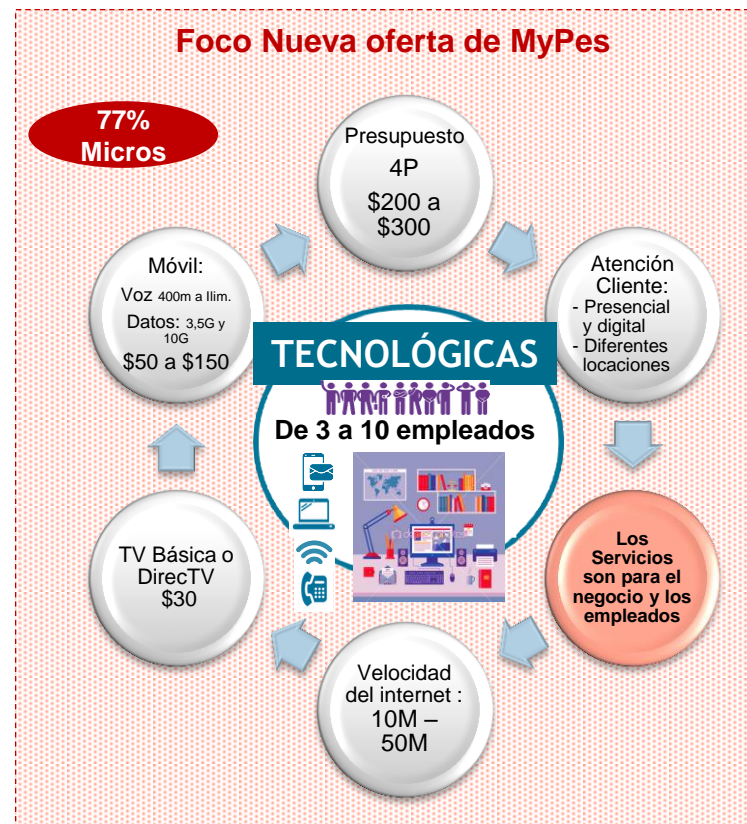 Foco Nueva oferta de MyPes
77%
Micros
Presupuesto
4P
$200 a
$300
Atención
Cliente:
- Presencial
y digital
- Diferentes
locaciones
Los
Servicios
son para el
negocio y los
empleados
Velocidad
del internet :
10M –
50M
TV Básica o
DirecTV
$30
Móvil:
Voz 400m a Ilim.
Datos: 3,5G y
10G
$50 a $150
TECNOLÓGICAS
De 3 a 10 empleados